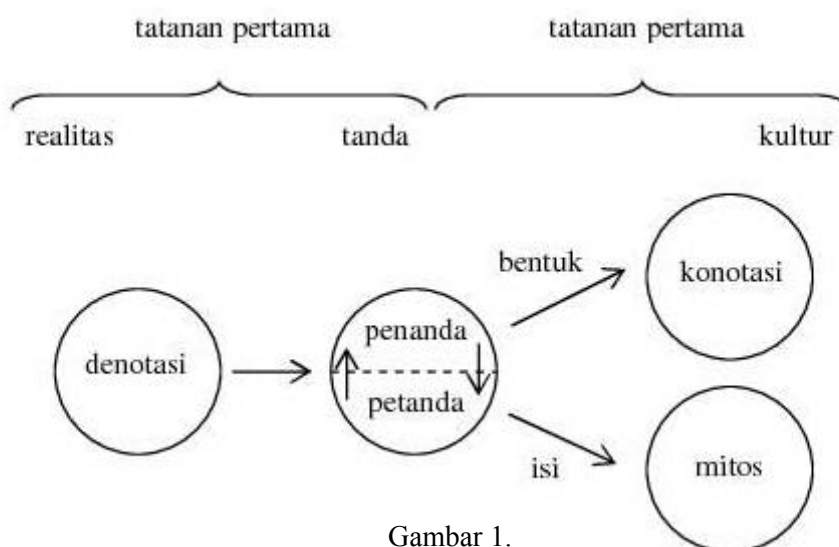 tatanan pertama tatanan pertama
realitas tanda kultur
bentuk
konotasi
penanda
denotasi
petanda
isi
mitos
Gambar 1.